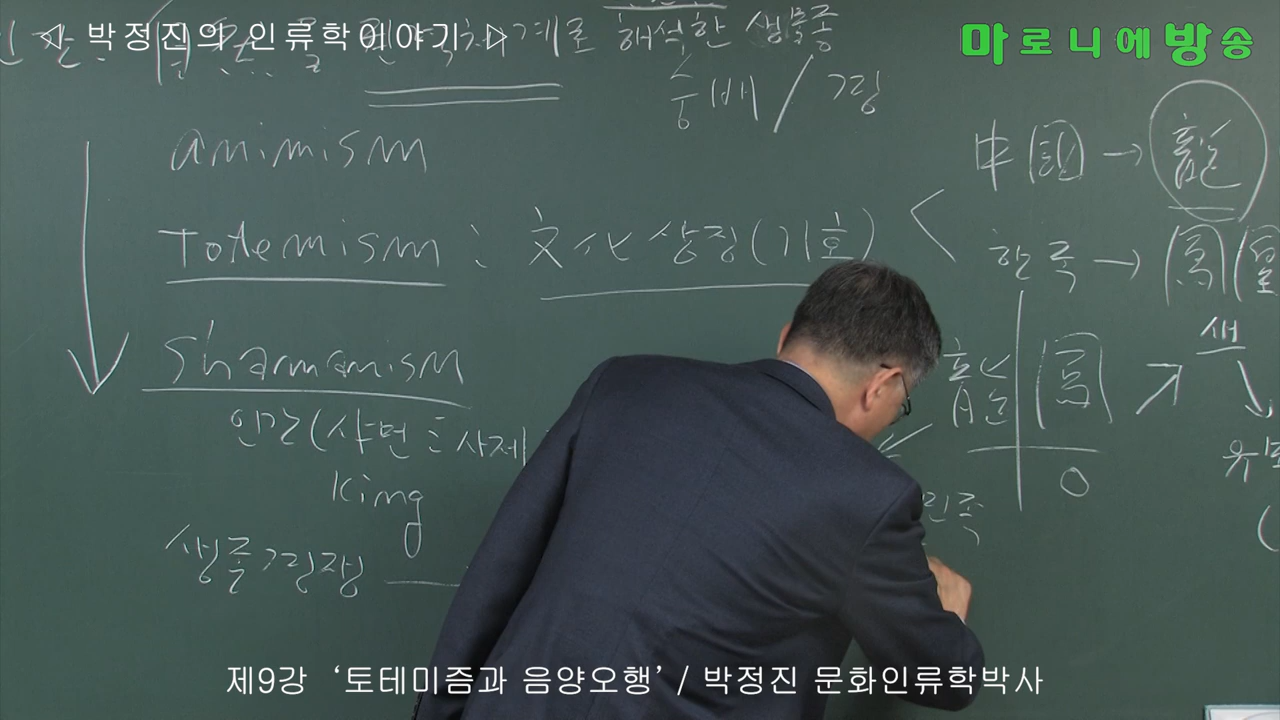 ◁ 박정진의 인류학이야기 ▷
마로니에방송
해석한 생물종
숭배 /
animism
中国 → 龍
Totemism : 文化상징(기호)
한국 → 鳳凰
Sharmanism
龍 鳳
새
인간(샤먼 = 사제
King
0
민족
생존경쟁
제9강 ‘토테미즘과 음양오행’ / 박정진 문화인류학박사